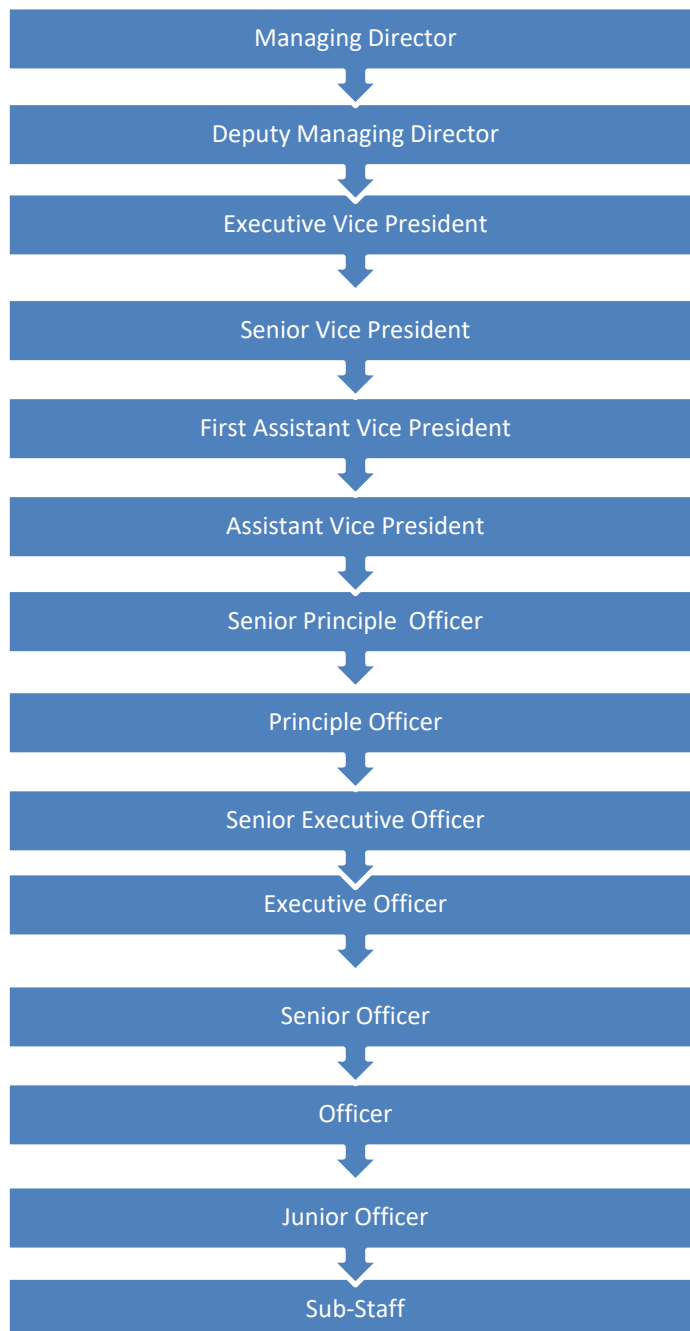 Managing Director
Deputy Managing Director
Executive Vice President
Senior Vice President
First Assistant Vice President
Assistant Vice President
Senior Principle  Officer
Principle Officer
Senior Executive Officer
Executive Officer
Senior Officer
Officer
Junior Officer
Sub-Staff